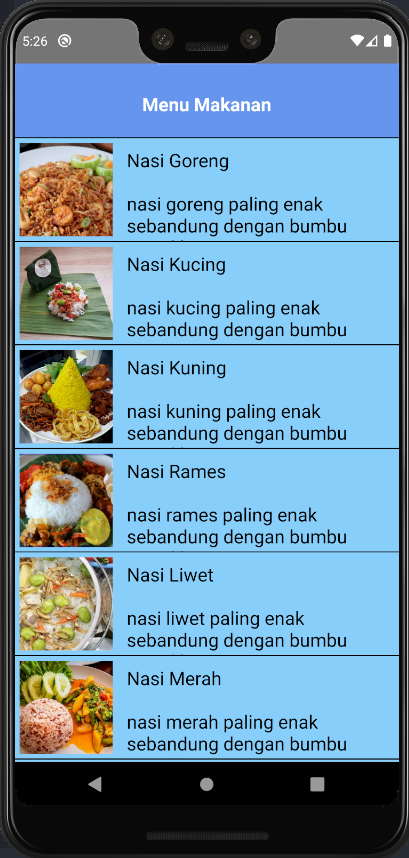 5:26
Menu Makanan
Nasi Goreng
nasi goreng paling enak
sebandung dengan bumbu
Nasi Kucing
nasi kucing paling enak
sebandung dengan bumbu
Nasi Kuning
nasi kuning paling enak
sebandung dengan bumbu
Nasi Rames
nasi rames paling enak
sebandung dengan bumbu
Nasi Liwet
nasi liwet paling enak
sebandung dengan bumbu
Nasi Merah
nasi merah paling enak
sebandung dengan bumbu